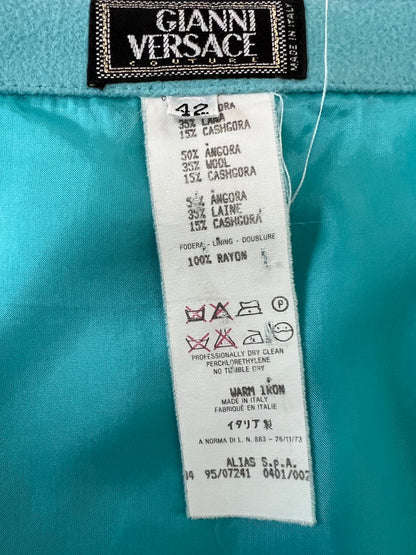 GIANNI
VERSACE
COUTURE
MADE IN ITALY
42
35% LANA
15% CASHGORA
50% ANGORA
35% WOOL
15% CASHGORA
ANGORA
35% LAINE
15% CASHGORA
FODERA - LINING - DOUBLURE
100% RAYON
P
PROFESSIONALLY DRY CLEAN
PERCHLORETHYLENE
NO TUMBLE DRY
WARM IRON
MADE IN ITALY
FABRIQUÉ EN ITALIE
イタリア製
A NORMA DI L. N. 883 - 26/11/73
ALIAS S.p.A.
95/07241 0401/002